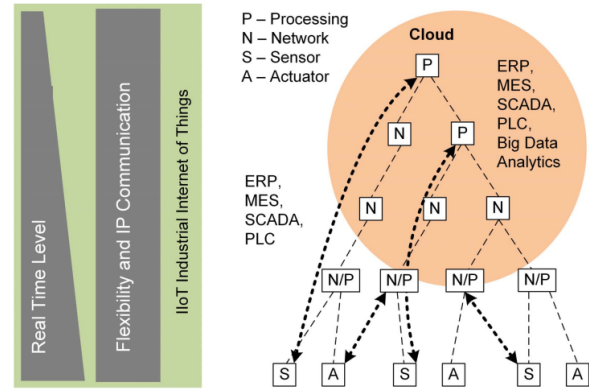 Real Time Level
Flexibility and IP Communication
IIoT Industrial Internet of Things
P – Processing
N – Network
S – Sensor
A – Actuator
Cloud
P
ERP,
MES,
SCADA,
PLC,
Big Data
Analytics
N
P
ERP,
MES,
SCADA,
PLC
N
N
N
N/P
N/P
N/P
N/P
S
A
S
A
S
A